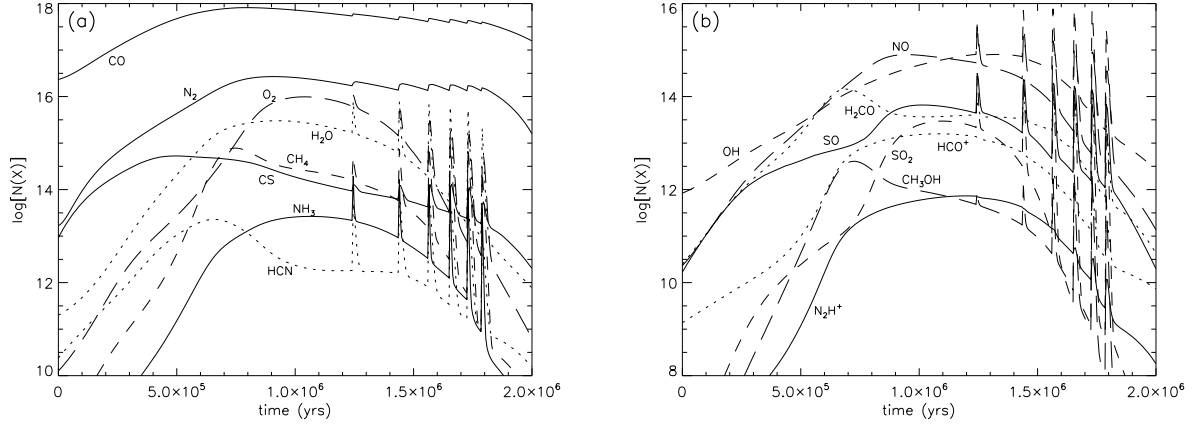 (a)
18
16
14
12
10
log[N(X)]
CO
N2
O2
H2O
CH4
CS
NH3
HCN
0
5.0×10^5
1.0×10^6
1.5×10^6
2.0×10^6
time (yrs)
(b)
16
14
12
10
8
log[N(X)]
NO
H2CO
OH
SO
SO2
HCO+
CH3OH
N2H+
0
5.0×10^5
1.0×10^6
1.5×10^6
2.0×10^6
time (yrs)